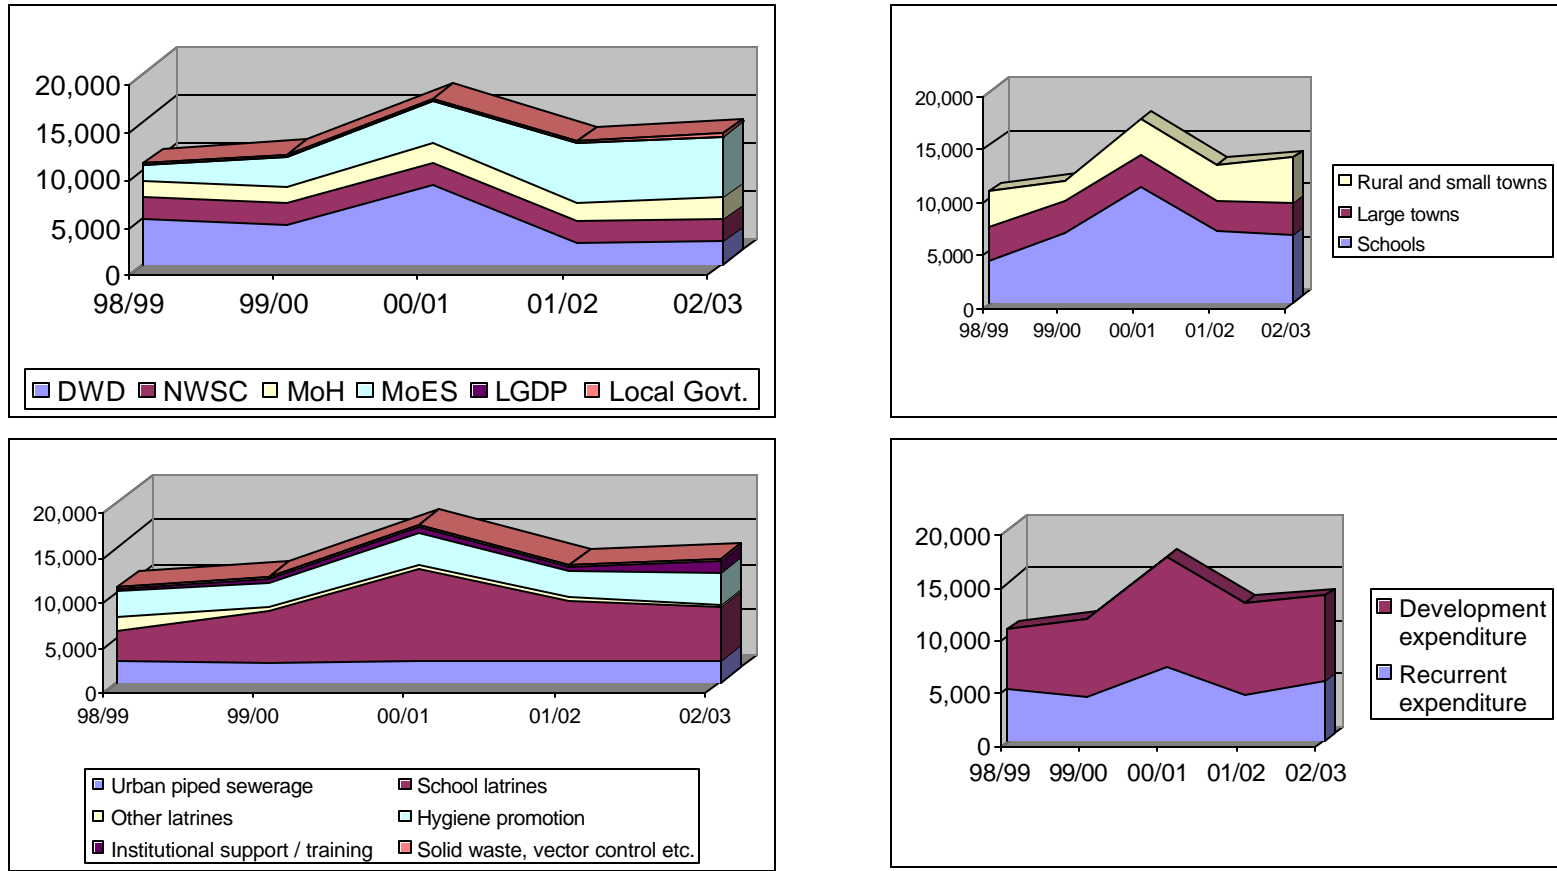 20,000
15,000
10,000
5,000
0
98/99 99/00 00/01 01/02 02/03
DWD NWSC MoH MoES LGDP Local Govt.
20,000
15,000
10,000
5,000
0
98/99 99/00 00/01 01/02 02/03
Rural and small towns
Large towns
Schools
20,000
15,000
10,000
5,000
0
98/99 99/00 00/01 01/02 02/03
Urban piped sewerage School latrines
Other latrines Hygiene promotion
Institutional support / training Solid waste, vector control etc.
20,000
15,000
10,000
5,000
0
98/99 99/00 00/01 01/02 02/03
Development
expenditure
Recurrent
expenditure